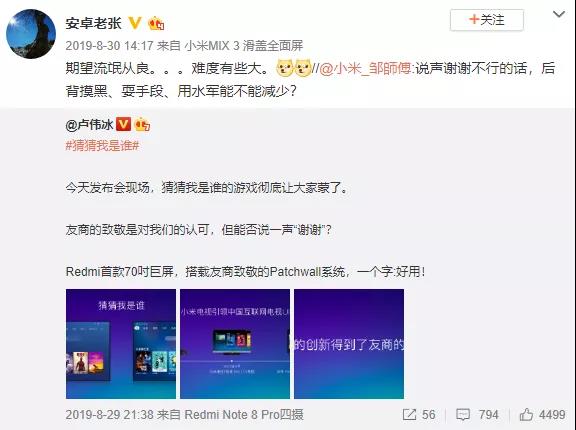 安卓老张
+关注
2019-8-30 14:17 来自 小米MIX 3 滑盖全面屏
期望流氓从良。。。难度有些大。//@小米_邹師傅:说声谢谢不行的话，后
背摸黑、耍手段、用水军能不能减少？
@卢伟冰
#猜猜我是谁#
今天发布会现场，猜猜我是谁的游戏彻底让大家蒙了。
友商的致敬是对我们的认可，但能否说一声“谢谢”？
Redmi首款70吋巨屏，搭载友商致敬的Patchwall系统，一个字:好用！
猜猜我是谁
小米电视引领中国互联网电视UI
的创新得到了友商的
2019-8-29 21:38 来自 Redmi Note 8 Pro四摄
56
794
4499